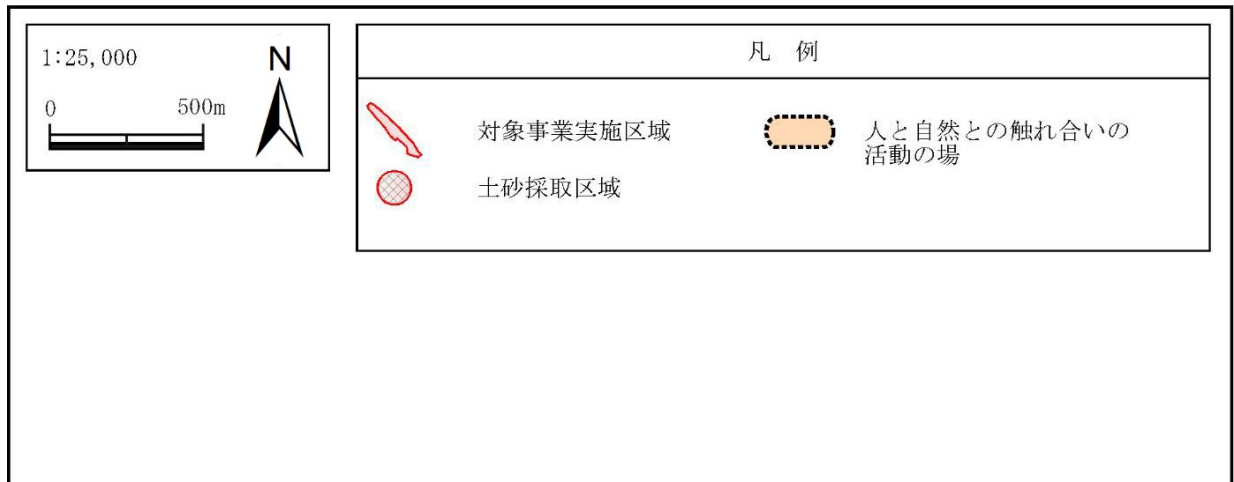 1:25,000
N
0 500m
凡 例
対象事業実施区域
人と自然との触れ合いの
活動の場
土砂採取区域